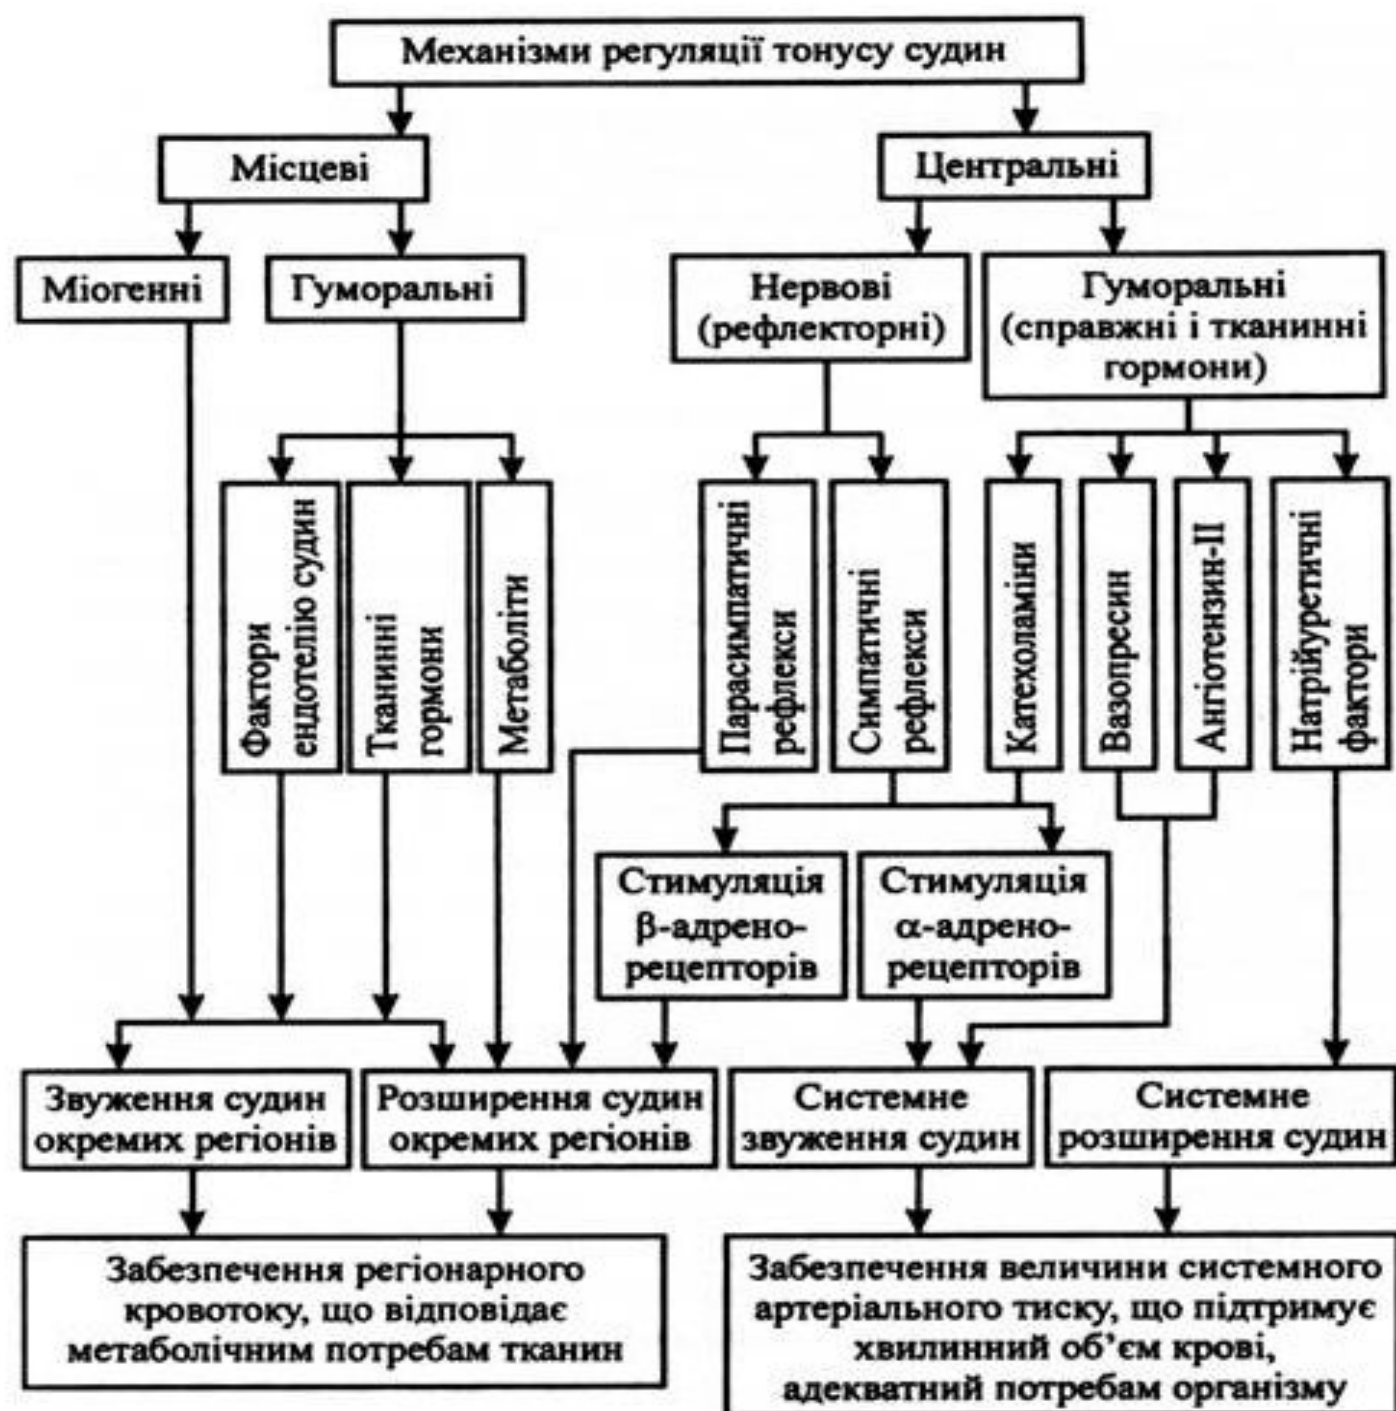 Механізми регуляції тонусу судин
Місцеві
Центральні
Міогенні
Гуморальні
Нервові
(рефлекторні)
Гуморальні
(справжні і тканинні
гормони)
Фактори
ендотелію судин
Тканинні
гормони
Метаболіти
Парасимпатичні
рефлекси
Симпатичні
рефлекси
Катехоламіни
Вазопресин
Ангіотензин-II
Натрійуретичні
фактори
Стимуляція
β-адрено-
рецепторів
Стимуляція
α-адрено-
рецепторів
Звуження судин
окремих регіонів
Розширення судин
окремих регіонів
Системне
звуження судин
Системне
розширення судин
Забезпечення регіонарного
кровотоку, що відповідає
метаболічним потребам тканин
Забезпечення величини системного
артеріального тиску, що підтримує
хвилинний об’єм крові,
адекватний потребам організму